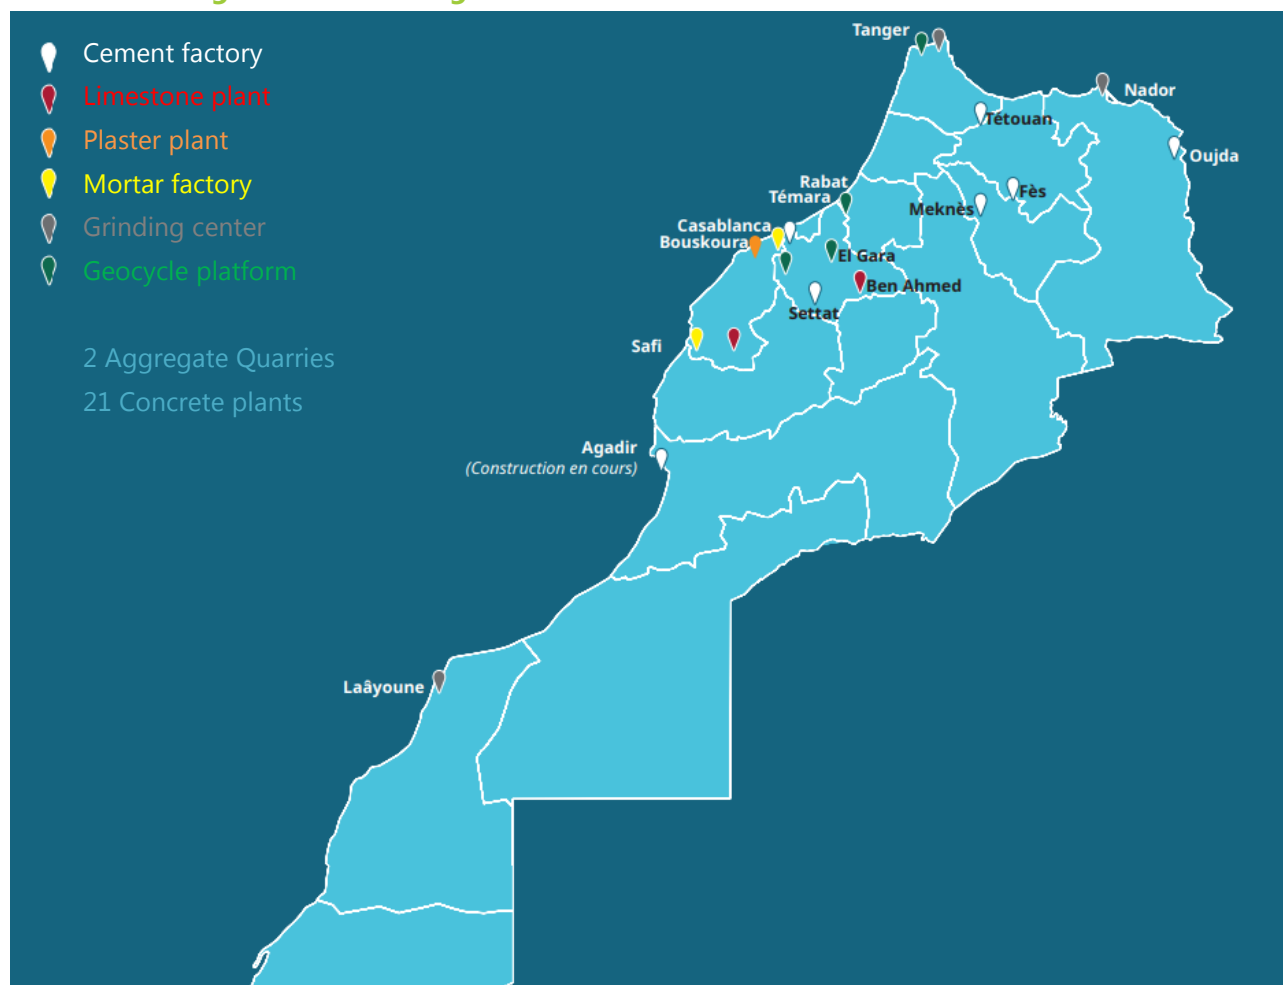 Cement factory
Limestone plant
Plaster plant
Mortar factory
Grinding center
Geocycle platform
2 Aggregate Quarries
21 Concrete plants
Tanger
Nador
Tétouan
Oujda
Fès
Meknès
Rabat
Témara
Casablanca
Bouskoura
El Gara
Ben Ahmed
Settat
Safi
Agadir
(Construction en cours)
Laâyoune